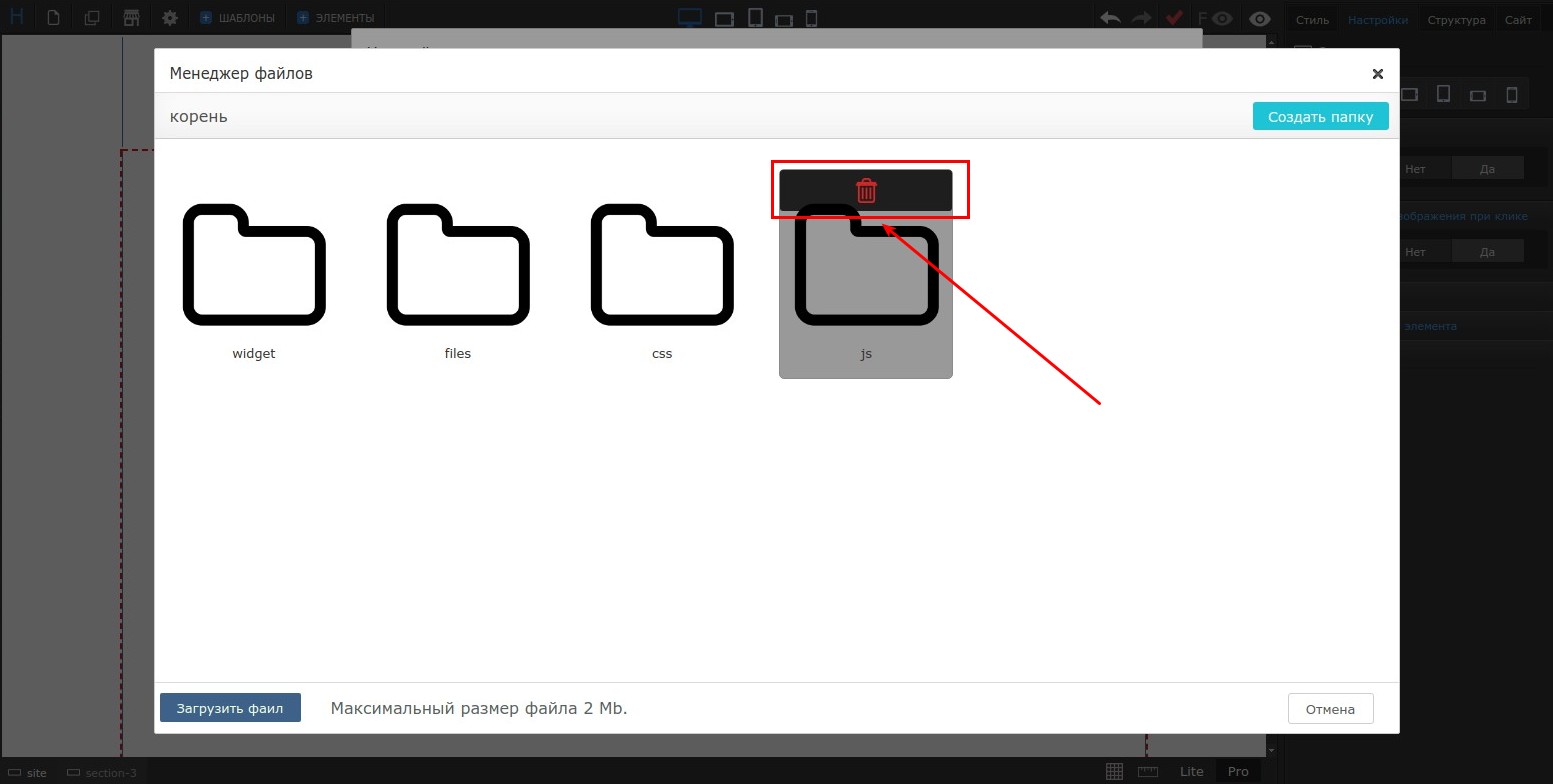 H
ШАБЛОНЫ
ЭЛЕМЕНТЫ
F
Стиль
Настройки
Структура
Сайт
Менеджер файлов
корень
Создать папку
Нет
Да
зображения при клике
Нет
Да
элемента
widget
files
css
js
Загрузить фаил
Максимальный размер файла 2 Mb.
Отмена
site
section-3
Lite
Pro